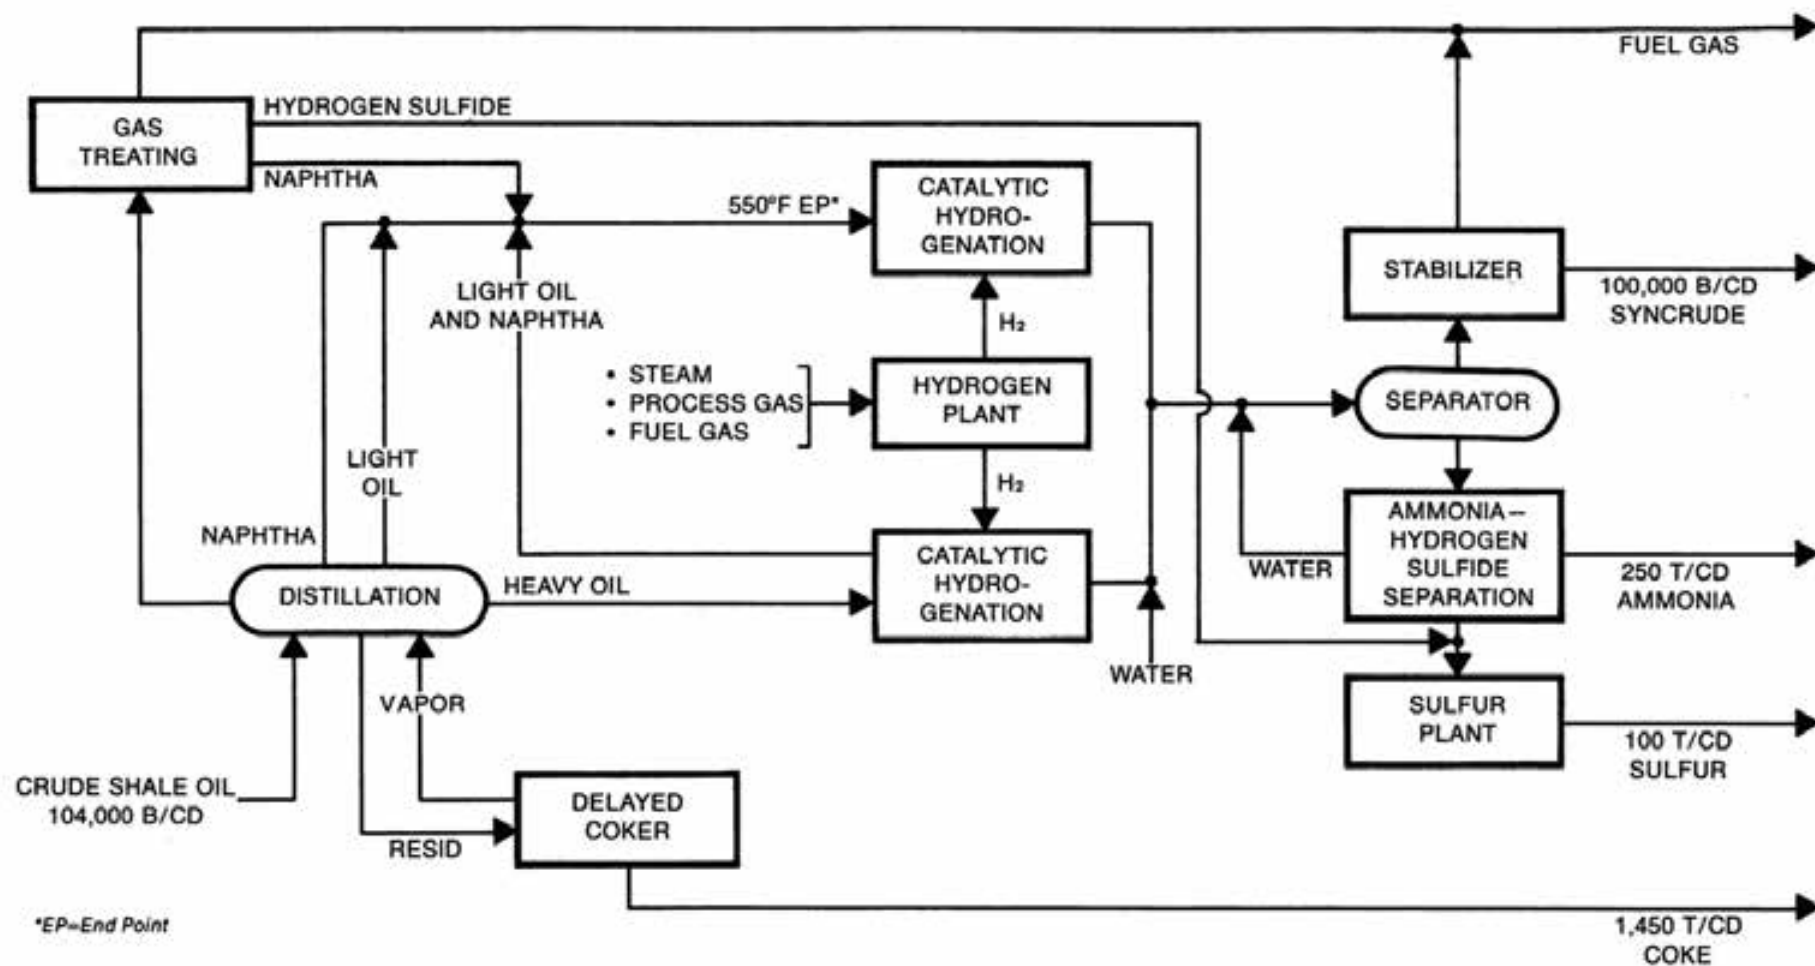 FUEL GAS
GAS
TREATING
HYDROGEN SULFIDE
NAPHTHA
550°F EP*
CATALYTIC
HYDRO-
GENATION
LIGHT OIL
AND NAPHTHA
H₂
STABILIZER
100,000 B/CD
SYNCRUDE
• STEAM
• PROCESS GAS
• FUEL GAS
HYDROGEN
PLANT
SEPARATOR
LIGHT
OIL
H₂
NAPHTHA
DISTILLATION
HEAVY OIL
CATALYTIC
HYDRO-
GENATION
WATER
WATER
AMMONIA—
HYDROGEN
SULFIDE
SEPARATION
250 T/CD
AMMONIA
VAPOR
SULFUR
PLANT
100 T/CD
SULFUR
CRUDE SHALE OIL
104,000 B/CD
RESID
DELAYED
COKER
1,450 T/CD
COKE
*EP=End Point